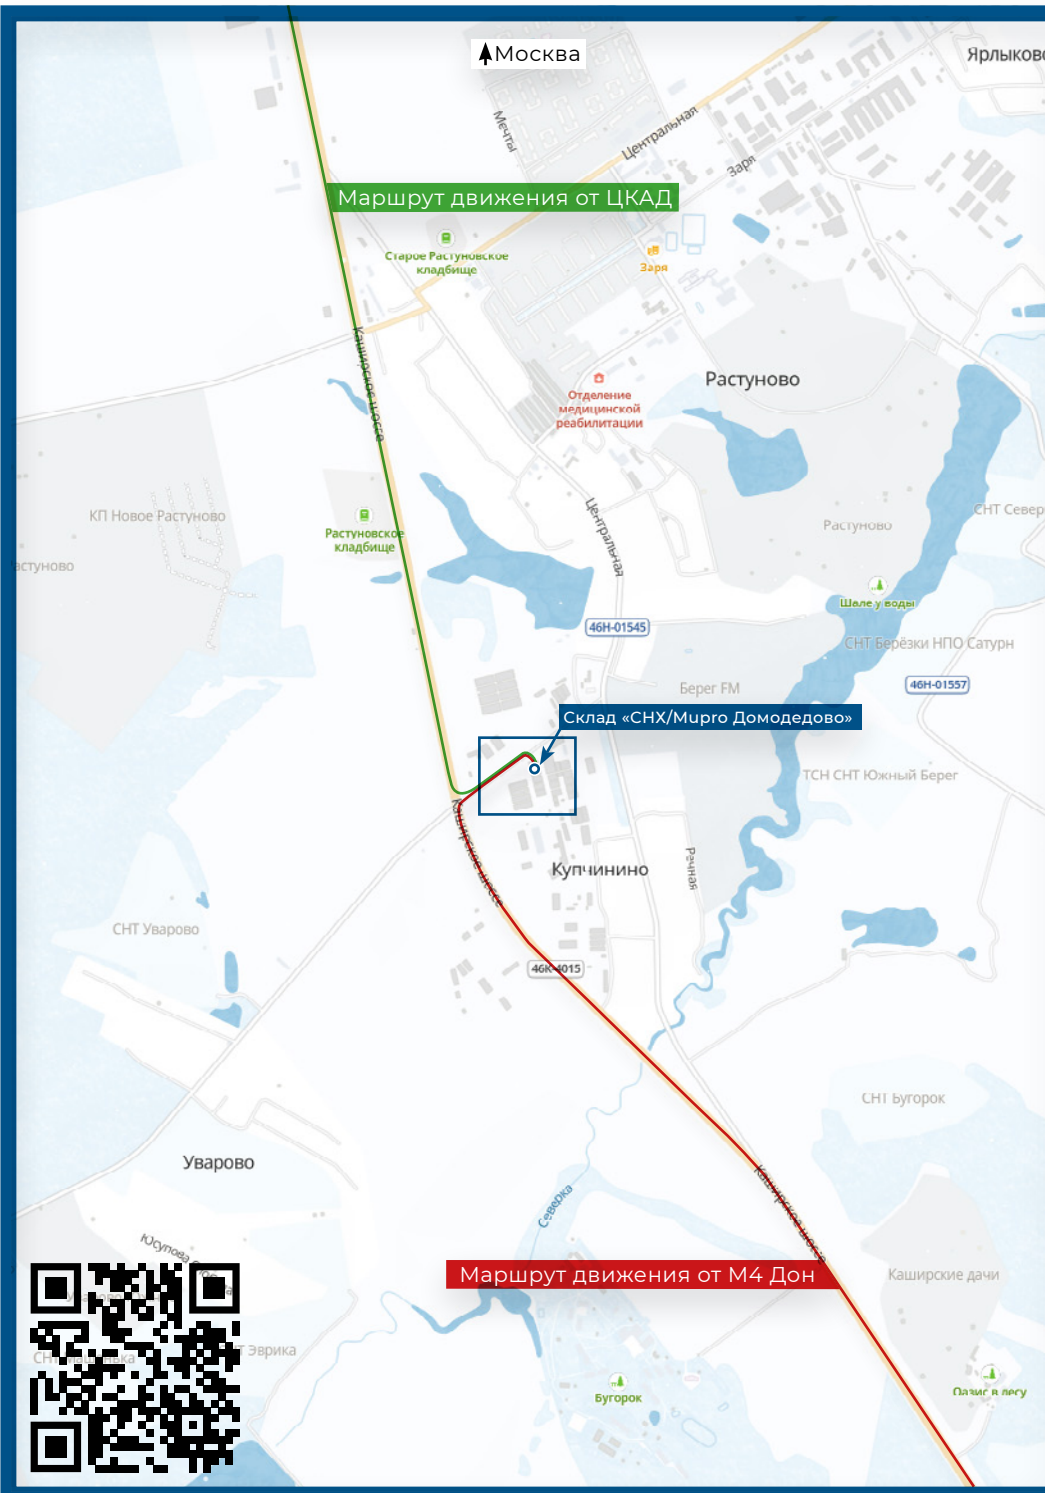 Москва
Ярлыково
Мечты
Центральная
Заря
Маршрут движения от ЦКАД
Старое Растуновское
кладбище
Заря
Каширское шоссе
Растуново
Отделение
медицинской
реабилитации
КП Новое Растуново
Растуновское
кладбище
Центральная
СНТ Север
Растуново
астуново
Шале у воды
46Н-01545
СНТ Берёзки НПО Сатурн
46Н-01557
Берег FM
Склад «СНХ/Mupro Домодедово»
ТСН СНТ Южный Берег
Каширское шоссе
Купчинино
Речная
СНТ Уварово
46К-4015
СНТ Бугорок
Уварово
Каширское шоссе
Северка
Юсупова
Маршрут движения от М4 Дон
Каширские дачи
Т Эврика
Бугорок
Оазис в лесу